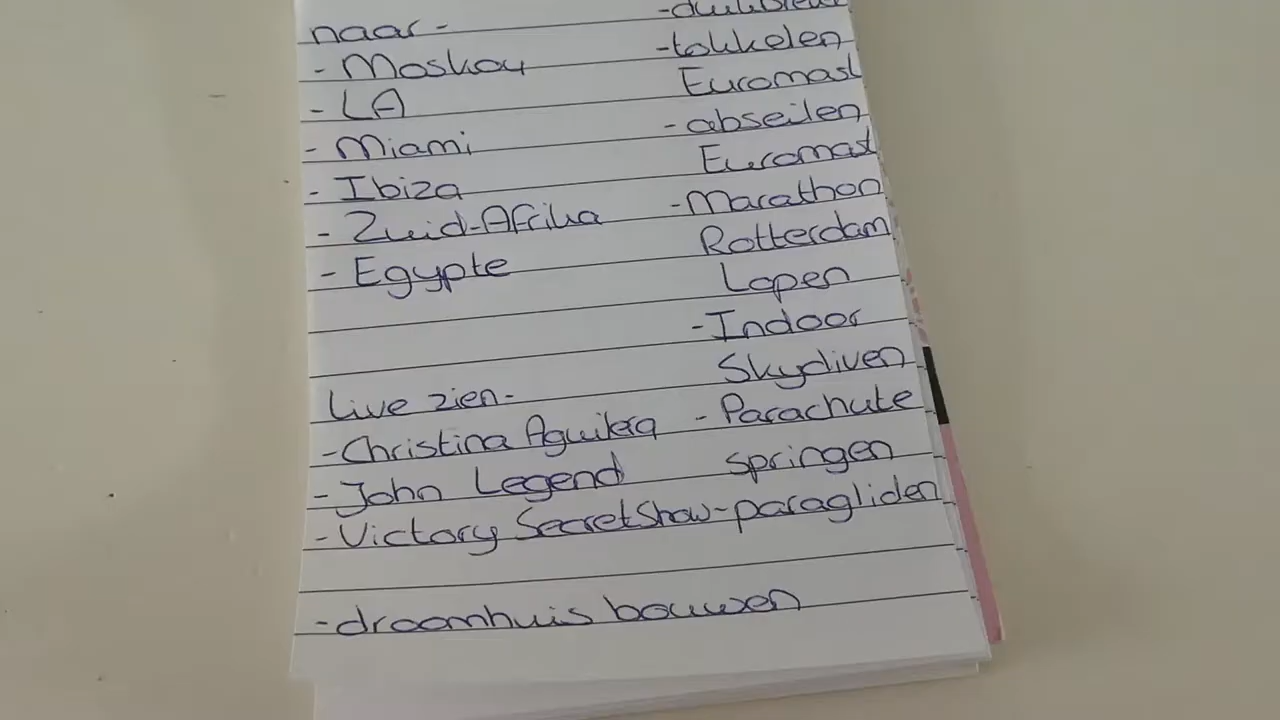 naar-
- Moskou
- LA
- Miami
- Ibiza
- Zuid-Afrika
- Egypte
Live zien-
- Christina Aguilera
- John Legend
- Victory Secret Show
- droomhuis bouwen
- tokkelen
Euromast
- abseilen
Euromast
- Marathon
Rotterdam
Lopen
- Indoor
Skydiven
- Parachute
springen
- paragliden